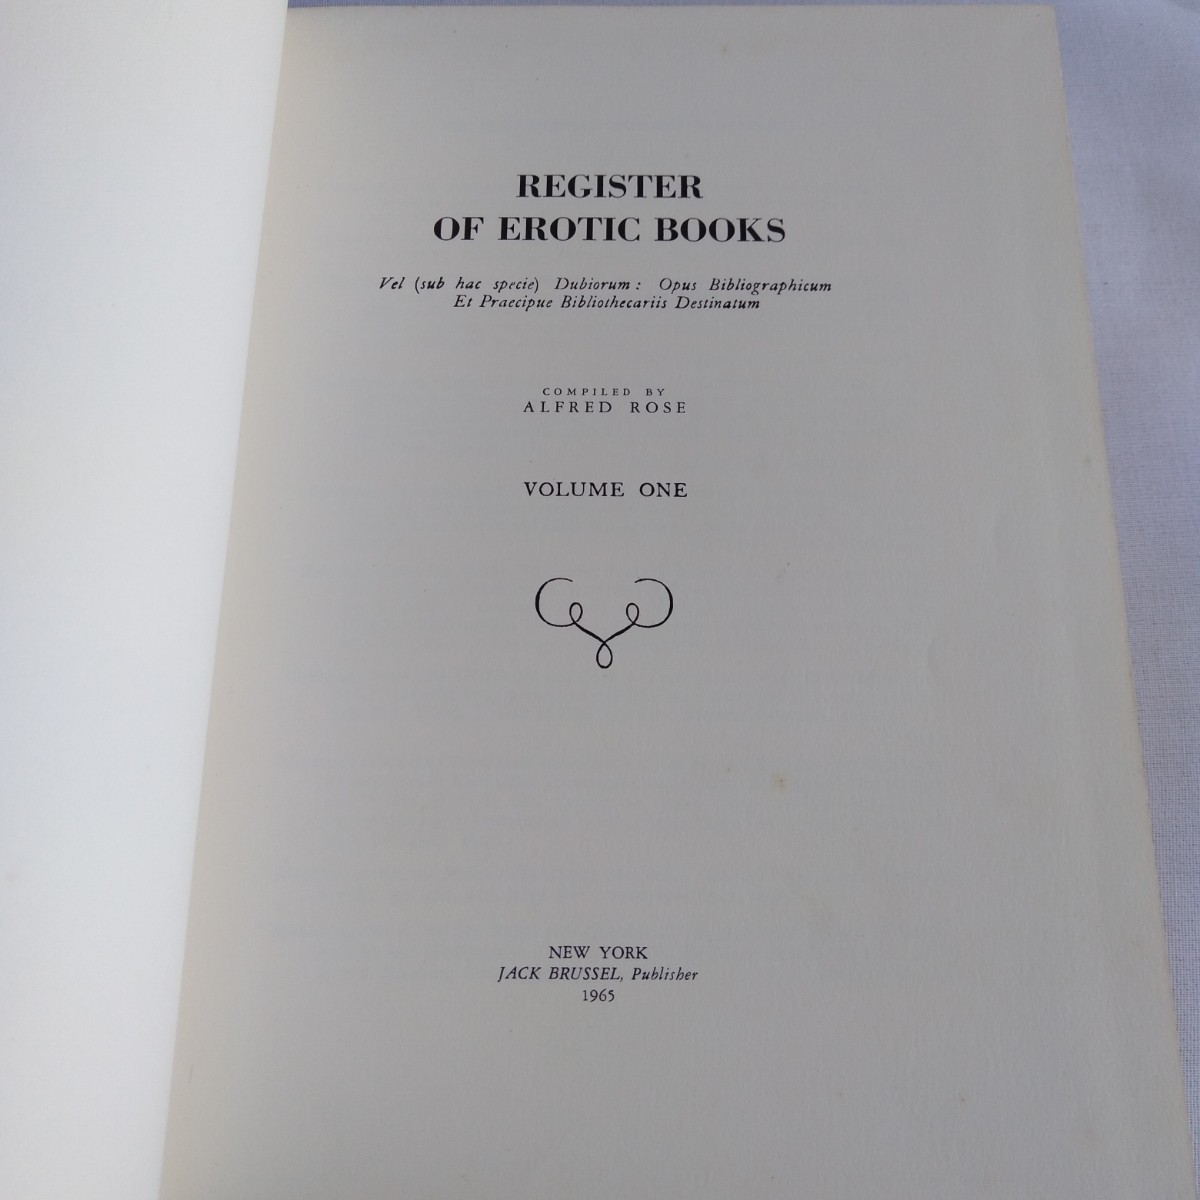 REGISTER
OF EROTIC BOOKS
Vel (sub hac specie) Dubiorum: Opus Bibliographicum
Et Praecipue Bibliothecariis Destinatum
COMPILED BY
ALFRED ROSE
VOLUME ONE
NEW YORK
JACK BRUSSEL, Publisher
1965